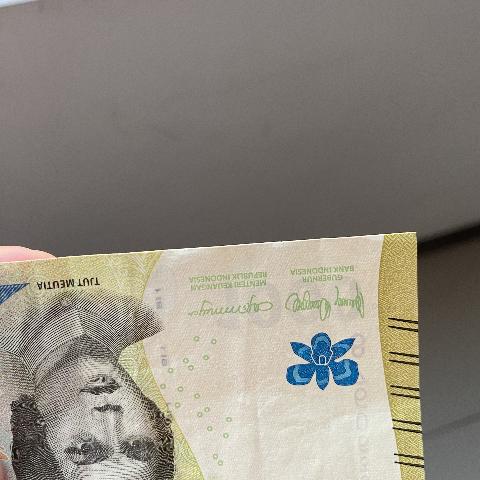 TJUT MEUTIA
GUBERNUR
BANK INDONESIA
MENTERI KEUANGAN
REPUBLIK INDONESIA